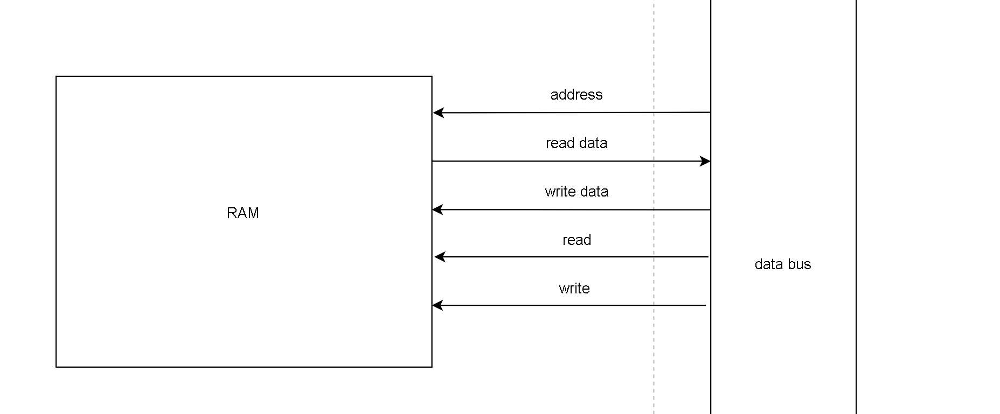 address
read data
write data
RAM
read
data bus
write